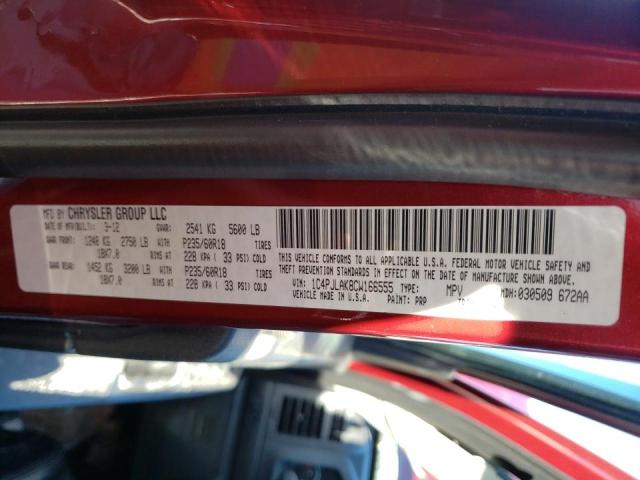 MFD BY CHRYSLER GROUP LLC
DATE OF MFR(BUILT): 3-12 GVWR: 2541 KG 5600 LB
GAWR FRONT: 1248 KG 2750 LB WITH P235/60R18 TIRES
18X7.0 RIMS AT 228 KPA ( 33 PSI) COLD
GAWR REAR: 1452 KG 3200 LB WITH P235/60R18 TIRES
18X7.0 RIMS AT 228 KPA ( 33 PSI) COLD
THIS VEHICLE CONFORMS TO ALL APPLICABLE U.S.A. FEDERAL MOTOR VEHICLE SAFETY, BUMPER, AND
THEFT PREVENTION STANDARDS IN EFFECT ON THE DATE OF MANUFACTURE SHOWN ABOVE.
VIN: 1C4PJLAK8CW166555 TYPE: MPV MDH:030509 672AA
VEHICLE MADE IN U.S.A. PAINT: PRP